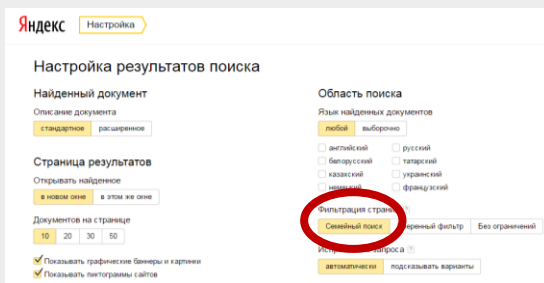 Яндекс Настройка
Настройка результатов поиска
Найденный документ
Описание документа
стандартное расширенное
Страница результатов
Открывать найденное
в новом окне в этом же окне
Документов на странице
10 20 30 50
Показывать графические баннеры и картинки
Показывать пиктограммы сайтов
Область поиска
Язык найденных документов
любой выборочно
английский русский
белорусский татарский
казахский украинский
немецкий французский
Фильтрация
Семейный поиск фильтр Без ограничений
автоматически подсказывать варианты